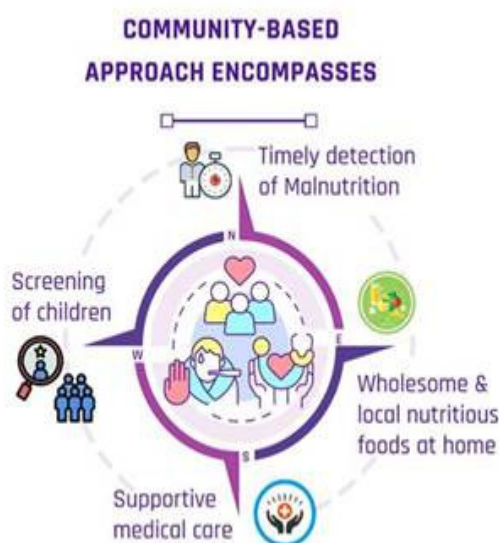 COMMUNITY-BASED
APPROACH ENCOMPASSES
Timely detection
of Malnutrition
N
Screening
of children
W
E
Wholesome &
local nutritious
foods at home
S
Supportive
medical care